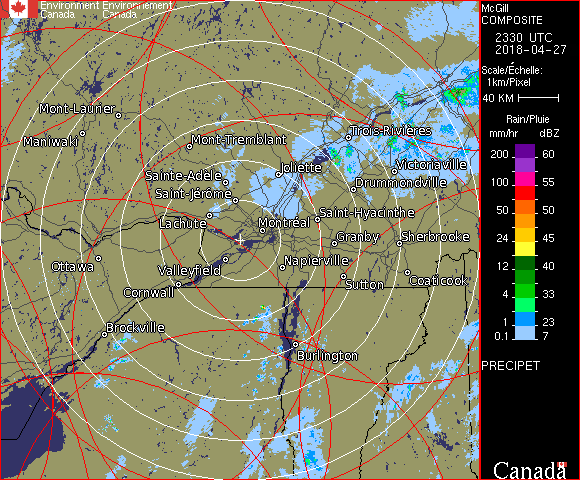 Environment Environnement
Canada Canada
McGill
COMPOSITE
2330 UTC
2018-04-27
Scale/Échelle:
1km/Pixel
40 KM
Rain/Pluie
mm/hr dBZ
200 60
100 55
50 50
24 45
12 40
4 33
1 23
0.1 7
PRECIPET
Canada
Mont-Laurier
Maniwaki
Mont-Tremblant
Trois-Rivières
Joliette
Victoriaville
Sainte-Adèle
Drummondville
Saint-Jérôme
Lachute
Saint-Hyacinthe
Montréal
Granby
Sherbrooke
Ottawa
Valleyfield
Napierville
Cornwall
Sutton
Coaticook
Brockville
Burlington